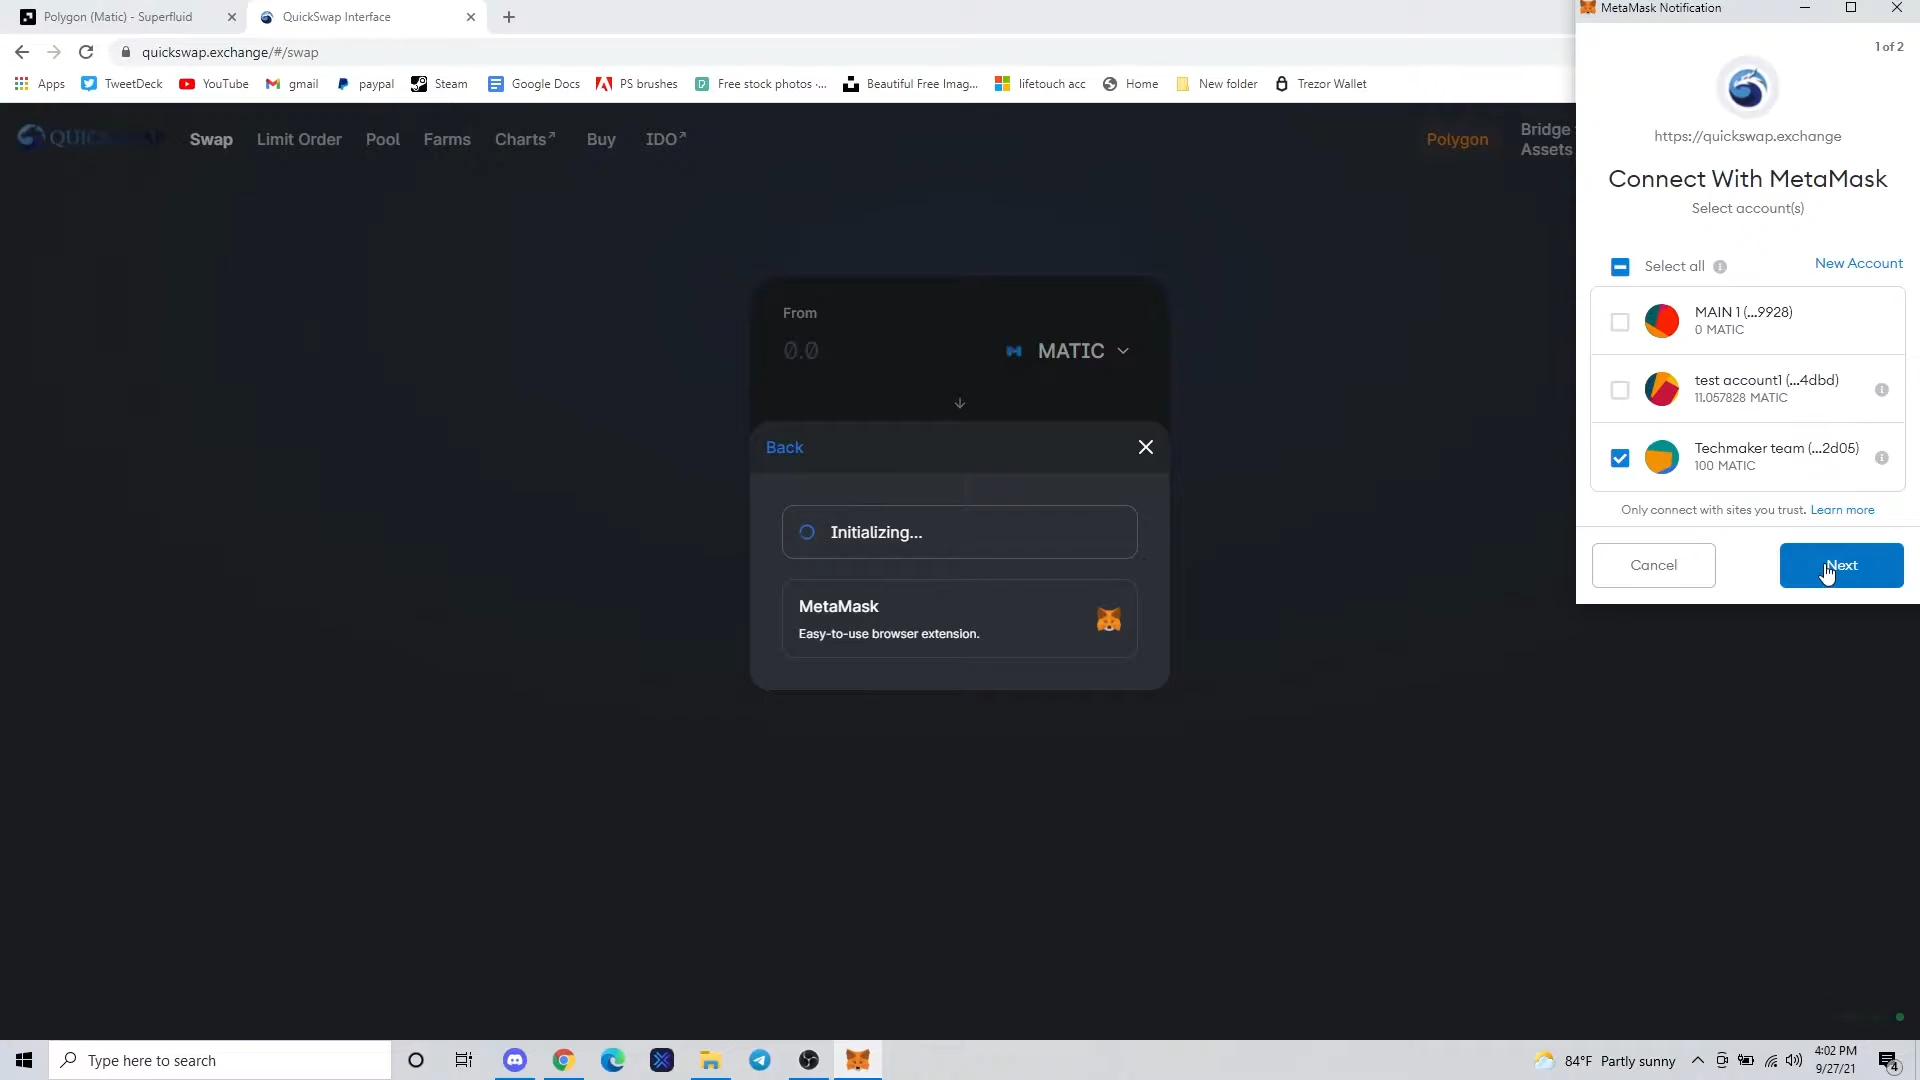 Polygon (Matic) - Superfluid
QuickSwap Interface
quickswap.exchange/#/swap
Apps
TweetDeck
YouTube
gmail
paypal
Steam
Google Docs
PS brushes
Free stock photos -...
Beautiful Free Imag...
lifetouch acc
Home
New folder
Trezor Wallet
QUICKSWAP
Swap
Limit Order
Pool
Farms
Charts↗
Buy
IDO↗
Polygon
Bridge
Assets
From
0.0
MATIC
Back
Initializing...
MetaMask
Easy-to-use browser extension.
MetaMask Notification
1 of 2
https://quickswap.exchange
Connect With MetaMask
Select account(s)
Select all
New Account
MAIN 1 (...9928)
0 MATIC
test account1 (...4dbd)
11.057828 MATIC
Techmaker team (...2d05)
100 MATIC
Only connect with sites you trust. Learn more
Cancel
Next
Type here to search
84°F Partly sunny
4:02 PM
9/27/21
4